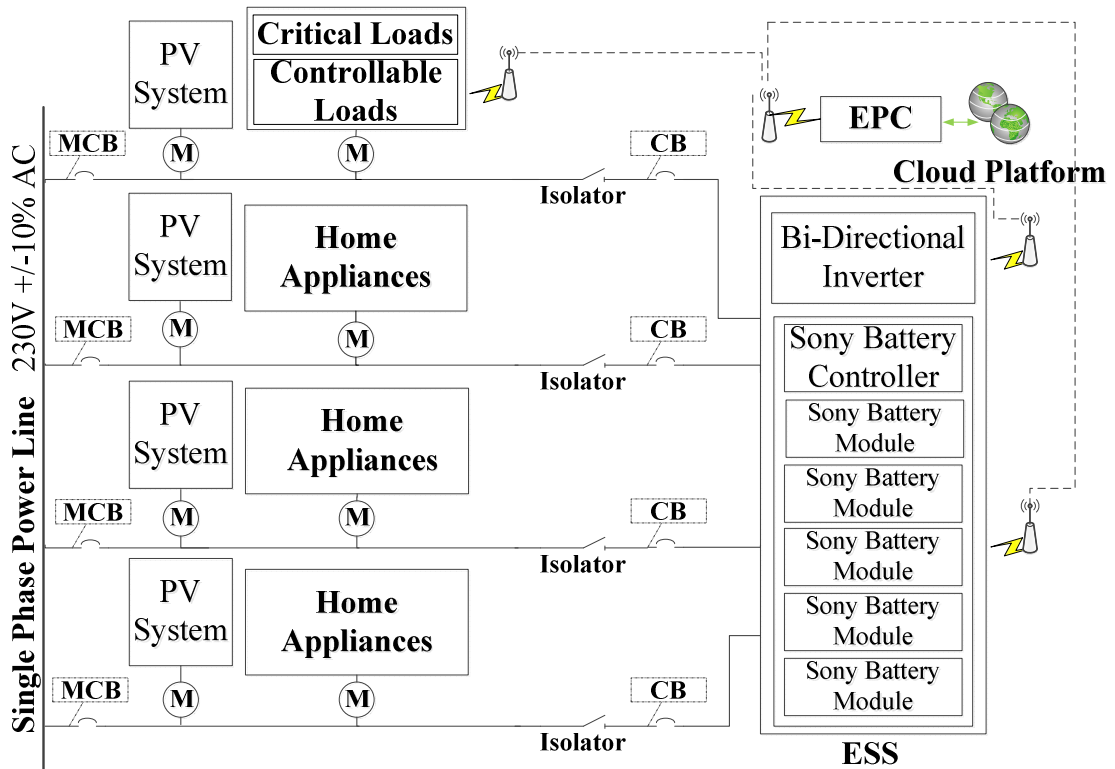 PV
System
Critical Loads
Controllable
Loads
EPC
Cloud Platform
MCB
M
M
Isolator
CB
PV
System
Home
Appliances
Bi-Directional
Inverter
MCB
M
M
Isolator
CB
Sony Battery
Controller
PV
System
Home
Appliances
Sony Battery
Module
Sony Battery
Module
MCB
M
M
Isolator
CB
Sony Battery
Module
PV
System
Home
Appliances
Sony Battery
Module
Sony Battery
Module
MCB
M
M
Isolator
CB
ESS
Single Phase Power Line 230V +/-10% AC